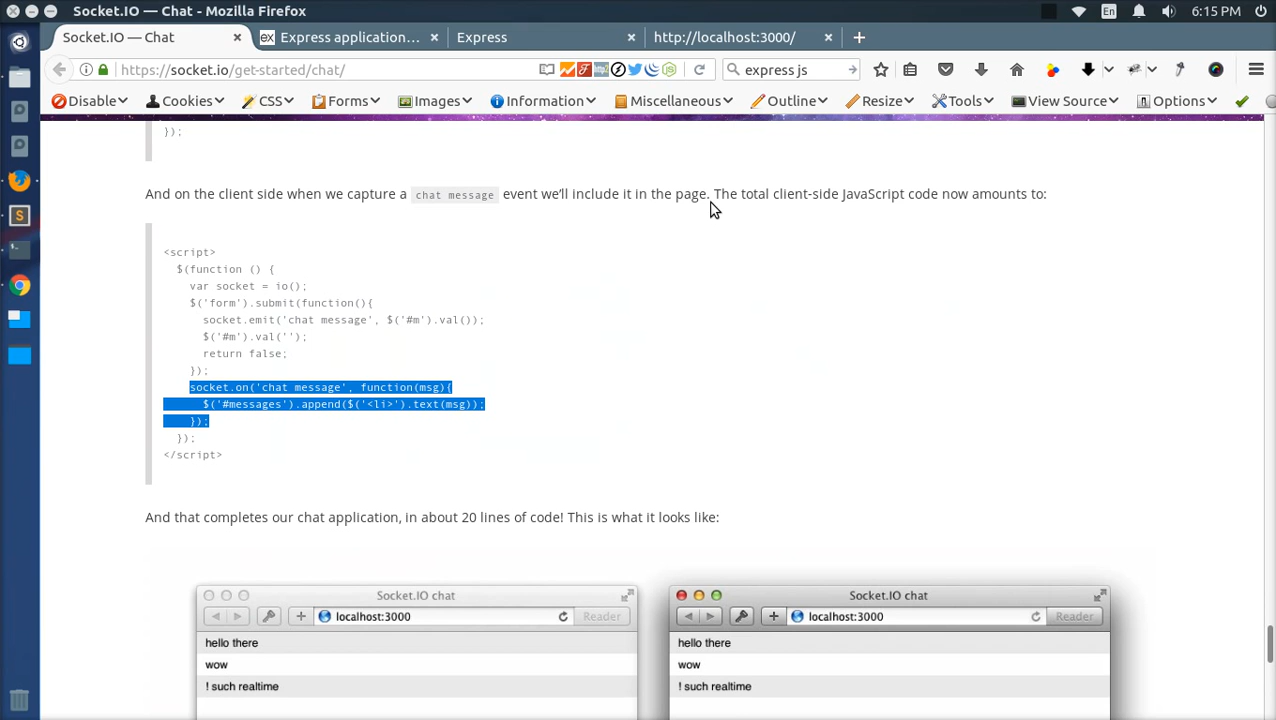 Socket.IO — Chat - Mozilla Firefox
En
6:15 PM
Socket.IO — Chat
ex Express application...
Express
http://localhost:3000/
https://socket.io/get-started/chat/
express js
Disable
Cookies
CSS
Forms
Images
Information
Miscellaneous
Outline
Resize
Tools
View Source
Options
});
And on the client side when we capture a chat message event we’ll include it in the page. The total client-side JavaScript code now amounts to:
<script>
$(function () {
var socket = io();
$('form').submit(function(){
socket.emit('chat message', $('#m').val());
$('#m').val('');
return false;
});
socket.on('chat message', function(msg){
$('#messages').append($('<li>').text(msg));
});
});
</script>
And that completes our chat application, in about 20 lines of code! This is what it looks like:
Socket.IO chat
localhost:3000
Reader
hello there
wow
! such realtime
Socket.IO chat
localhost:3000
Reader
hello there
wow
! such realtime